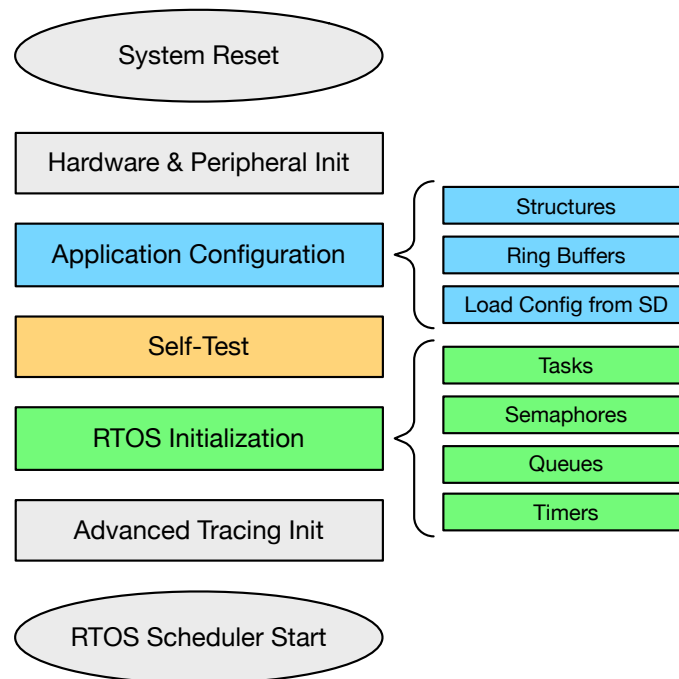 System Reset
Hardware & Peripheral Init
Application Configuration
Structures
Ring Buffers
Load Config from SD
Self-Test
RTOS Initialization
Tasks
Semaphores
Queues
Timers
Advanced Tracing Init
RTOS Scheduler Start